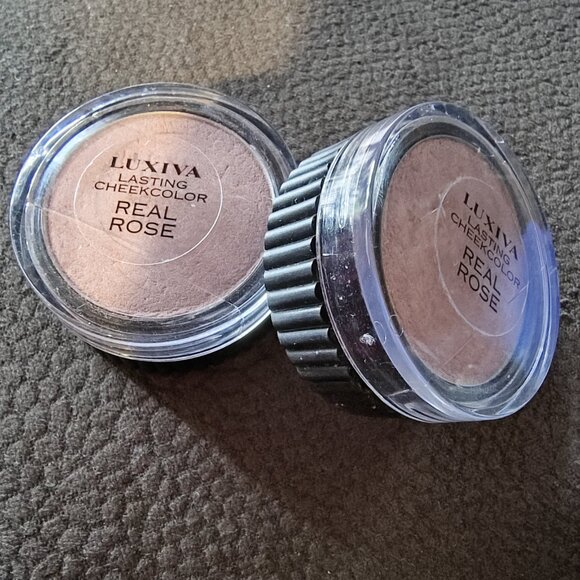 LUXIVA
LASTING
CHEEKCOLOR
REAL
ROSE
LUXIVA
LASTING
CHEEKCOLOR
REAL
ROSE